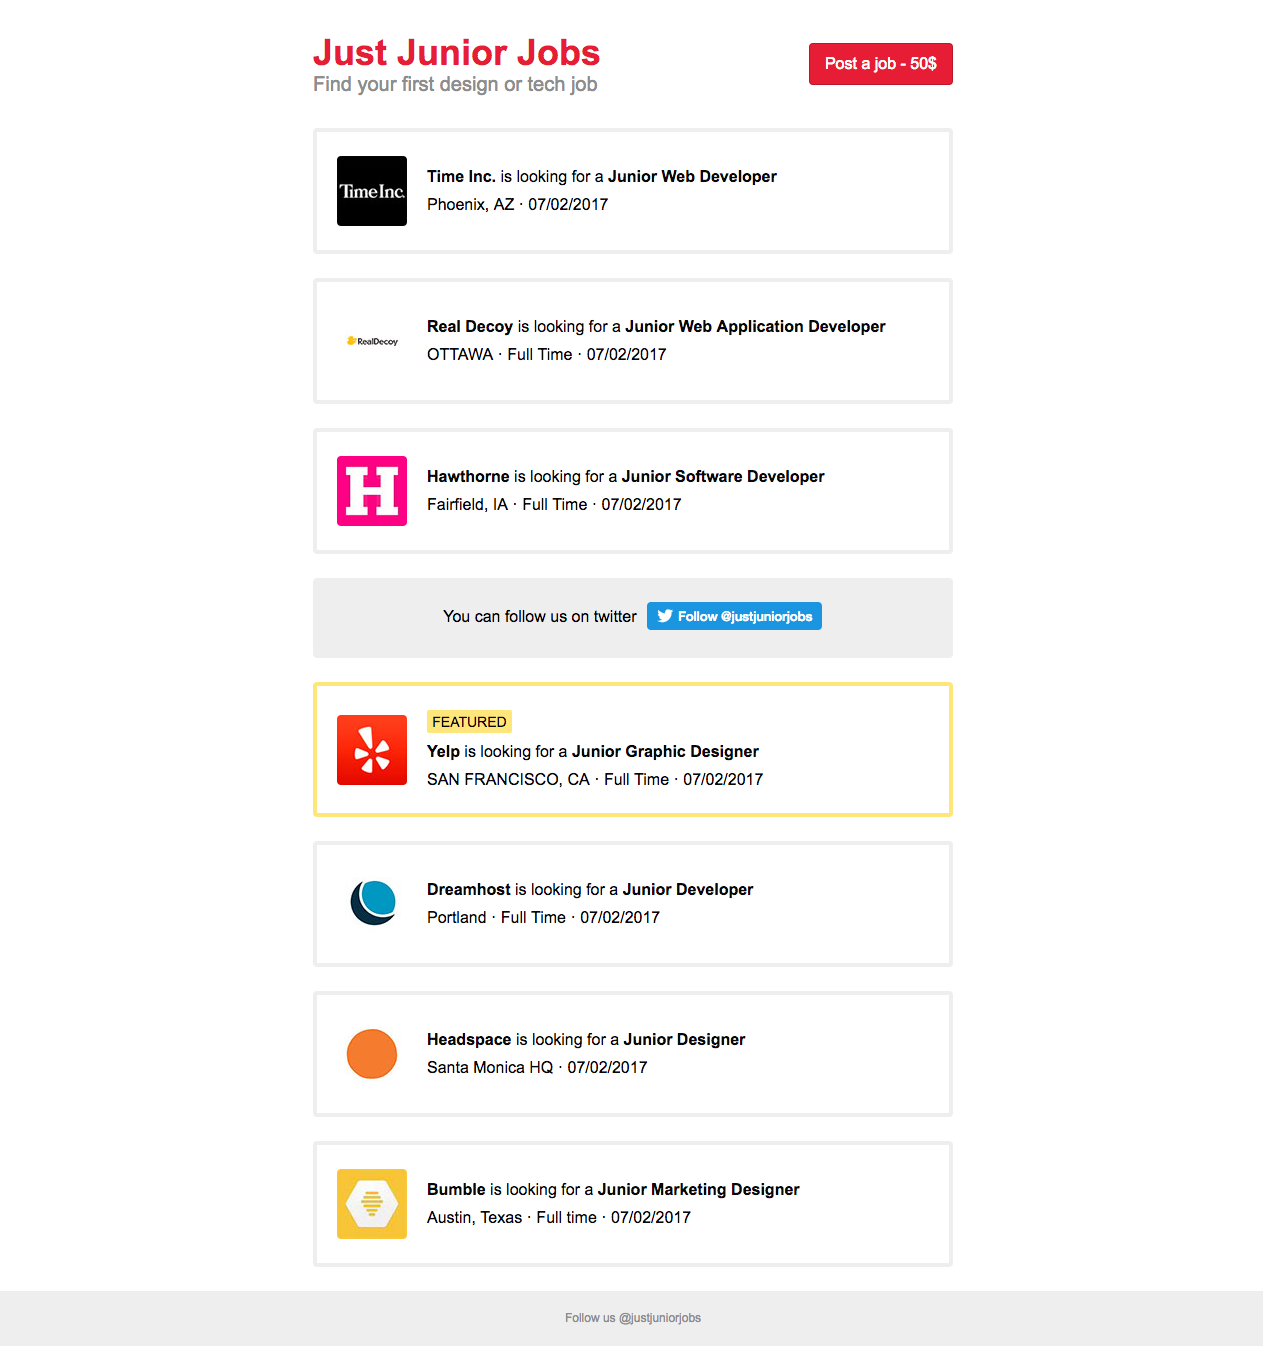 Just Junior Jobs
Find your first design or tech job
Post a job - 50$
TimeInc.
Time Inc. is looking for a Junior Web Developer
Phoenix, AZ · 07/02/2017
RealDecoy
Real Decoy is looking for a Junior Web Application Developer
OTTAWA · Full Time · 07/02/2017
H
Hawthorne is looking for a Junior Software Developer
Fairfield, IA · Full Time · 07/02/2017
You can follow us on twitter
Follow @justjuniorjobs
FEATURED
Yelp is looking for a Junior Graphic Designer
SAN FRANCISCO, CA · Full Time · 07/02/2017
Dreamhost is looking for a Junior Developer
Portland · Full Time · 07/02/2017
Headspace is looking for a Junior Designer
Santa Monica HQ · 07/02/2017
Bumble is looking for a Junior Marketing Designer
Austin, Texas · Full time · 07/02/2017
Follow us @justjuniorjobs